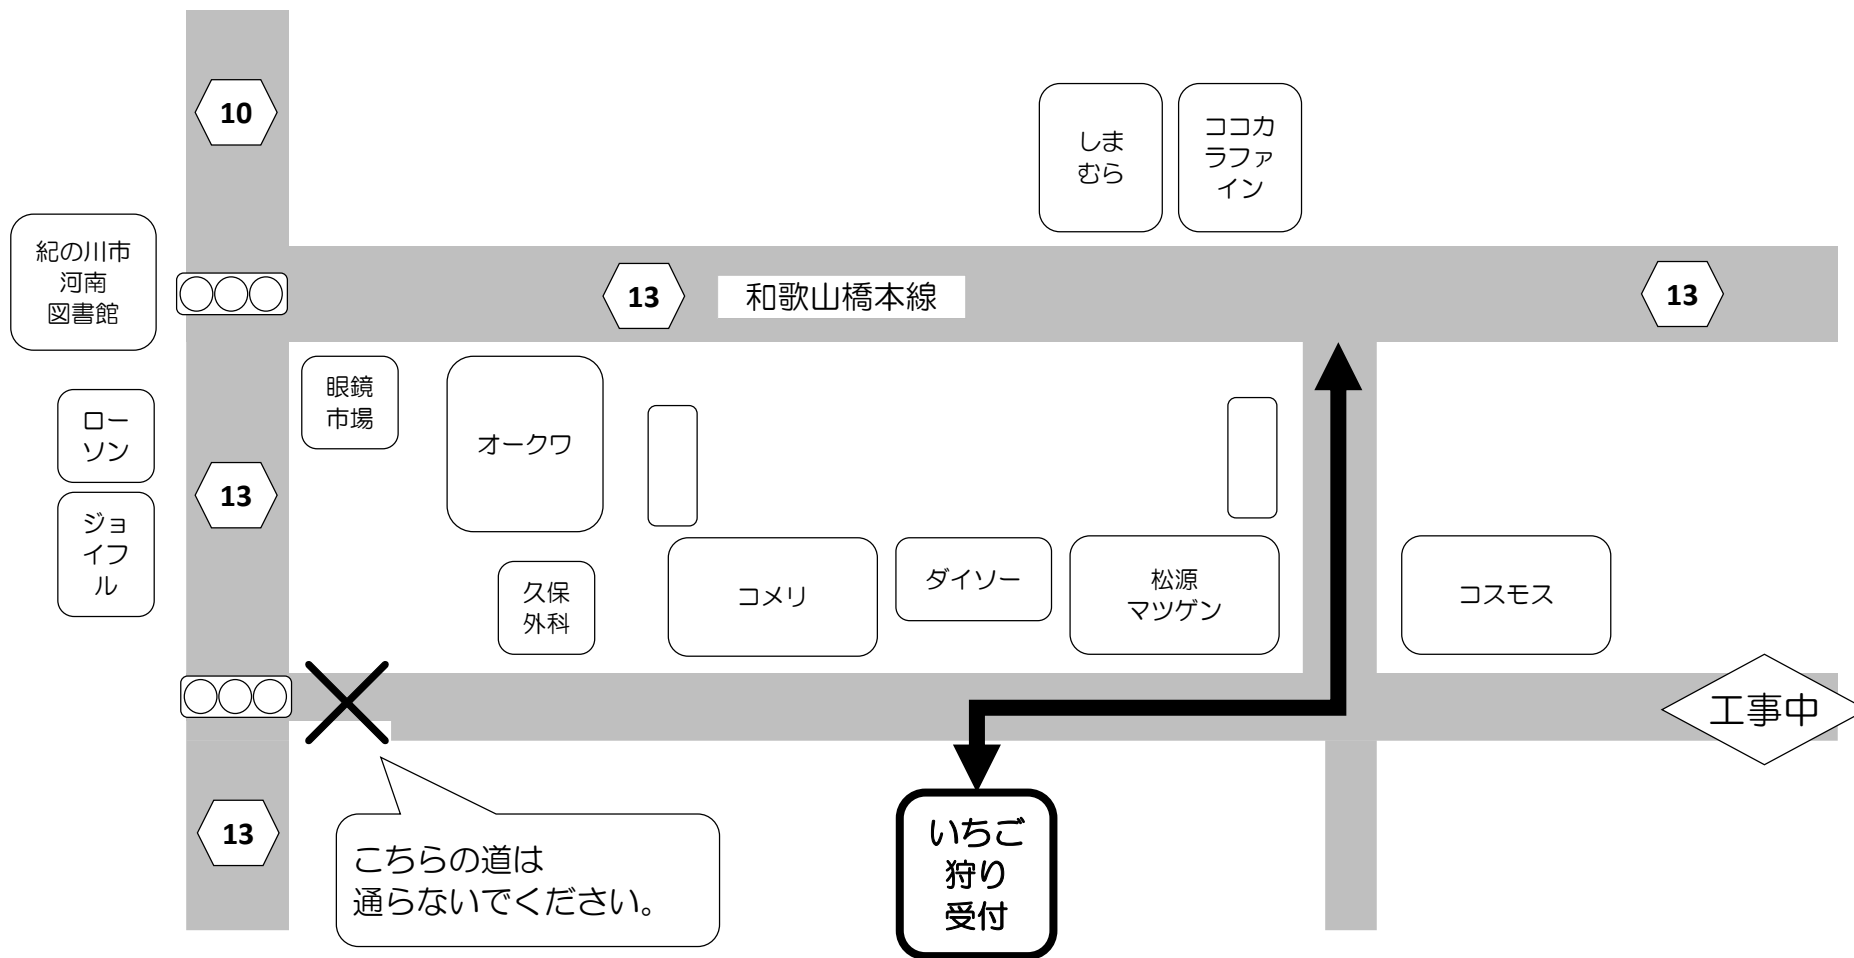 10
しま
むら
ココカ
ラファ
イン
紀の川市
河南
図書館
13
和歌山橋本線
13
眼鏡
市場
オークワ
ロー
ソン
13
ジョ
イフ
ル
久保
外科
コメリ
ダイソー
松源
マツゲン
コスモス
工事中
13
こちらの道は
通らないでください。
いちご
狩り
受付